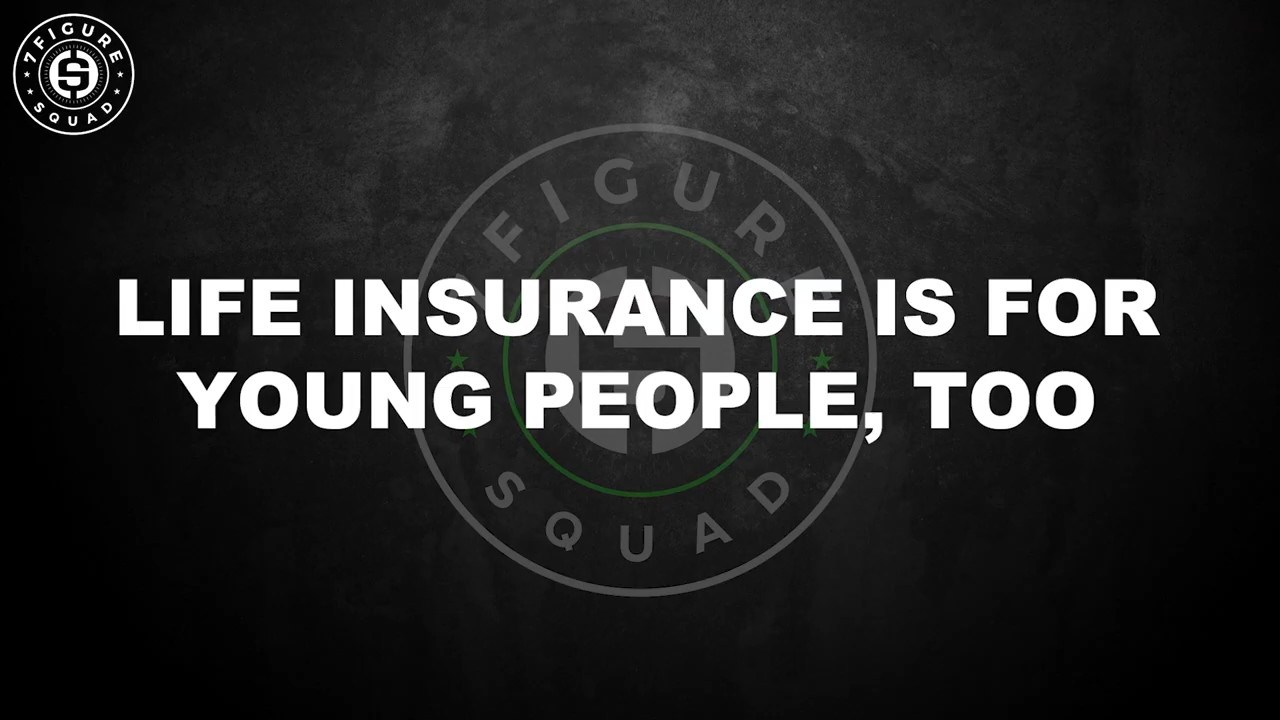 7FIGURE
SQUAD
7FIGURE
LIFE INSURANCE IS FOR
YOUNG PEOPLE, TOO
SQUAD